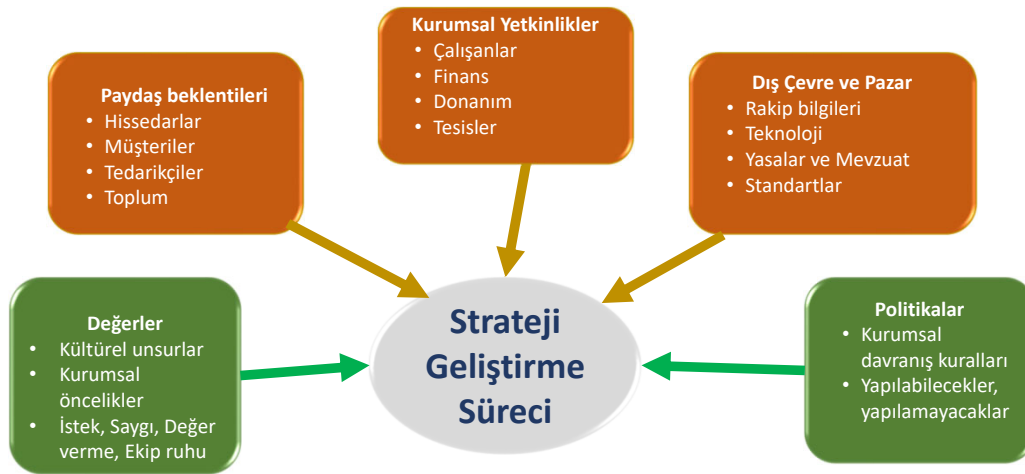 Kurumsal Yetkinlikler
• Çalışanlar
• Finans
• Donanım
• Tesisler
Paydaş beklentileri
• Hissedarlar
• Müşteriler
• Tedarikçiler
• Toplum
Dış Çevre ve Pazar
• Rakip bilgileri
• Teknoloji
• Yasalar ve Mevzuat
• Standartlar
Değerler
• Kültürel unsurlar
• Kurumsal
öncelikler
• İstek, Saygı, Değer
verme, Ekip ruhu
Strateji
Geliştirme
Süreci
Politikalar
• Kurumsal
davranış kuralları
• Yapılabilecekler,
yapılamayacaklar